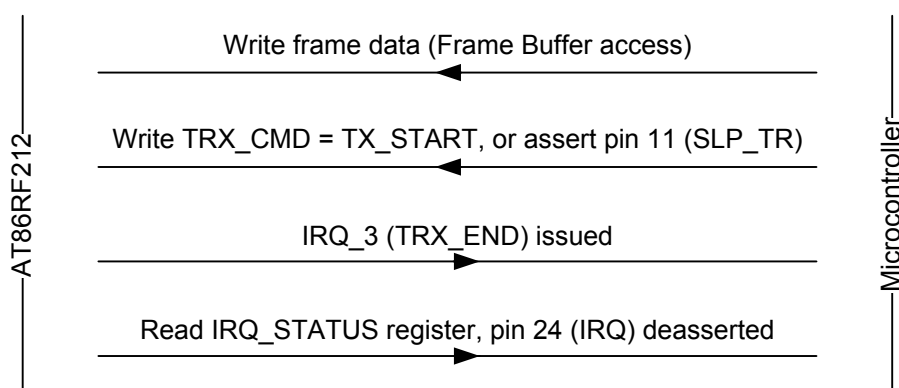 Write frame data (Frame Buffer access)
Write TRX_CMD = TX_START, or assert pin 11 (SLP_TR)
IRQ_3 (TRX_END) issued
Read IRQ_STATUS register, pin 24 (IRQ) deasserted
AT86RF212
Microcontroller